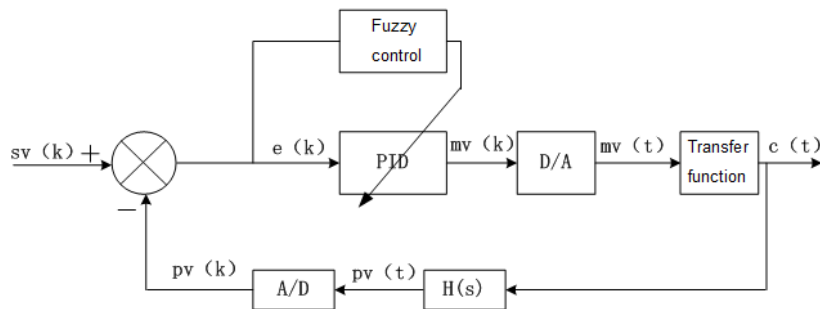 Fuzzy
control
sv (k) +
e (k)
PID
mv (k)
D/A
mv (t)
Transfer
function
c (t)
−
pv (k)
A/D
pv (t)
H(s)